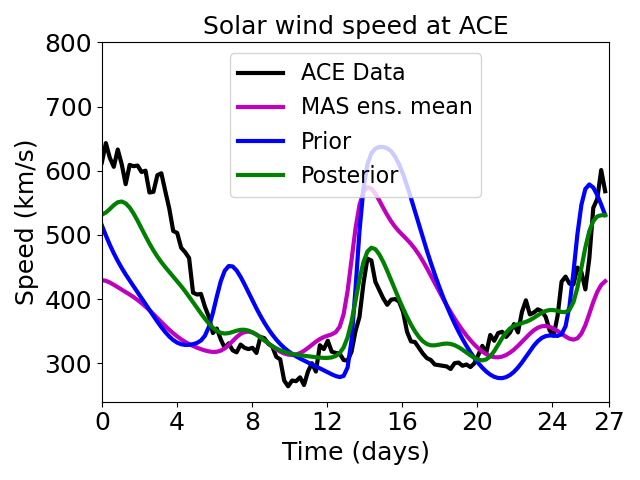 Solar wind speed at ACE
Speed (km/s)
800
700
600
500
400
300
ACE Data
MAS ens. mean
Prior
Posterior
0 4 8 12 16 20 24 27
Time (days)